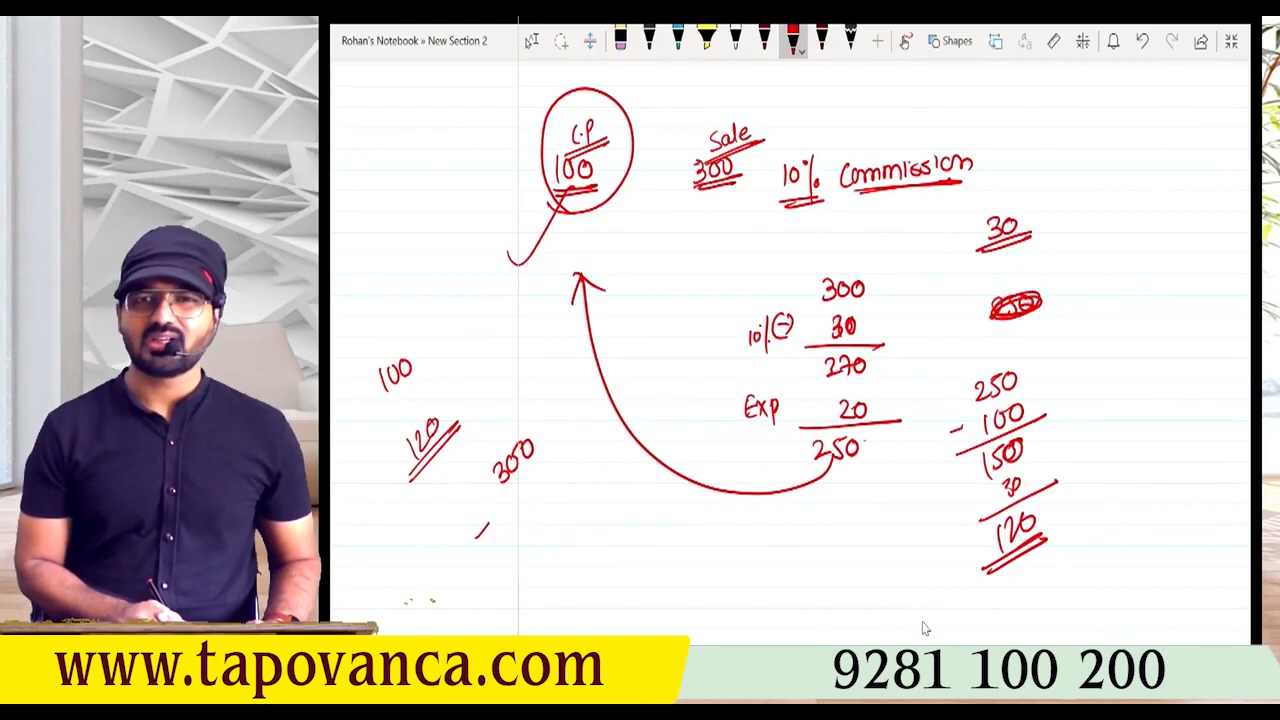 Rohan's Notebook » New Section 2
Shapes
C.P
100
Sale
300
10% Commission
30
300
10% (-) 30
270
Exp 20
250
250
- 100
150
30
120
100
120
300
www.tapovanca.com
9281 100 200